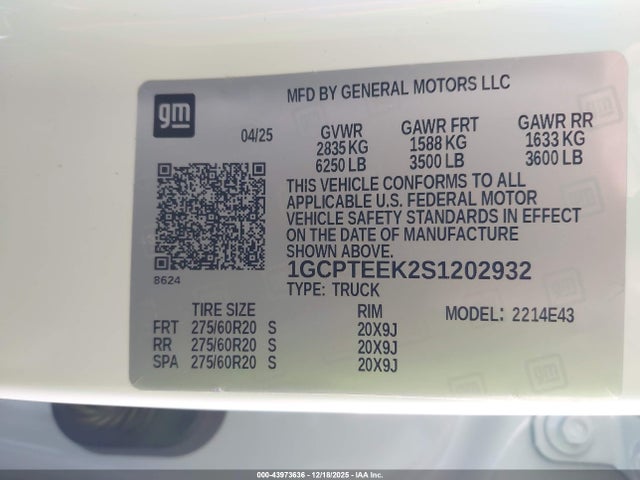 gm
MFD BY GENERAL MOTORS LLC
04/25
GVWR GAWR FRT GAWR RR
2835 KG 1588 KG 1633 KG
6250 LB 3500 LB 3600 LB
THIS VEHICLE CONFORMS TO ALL
APPLICABLE U.S. FEDERAL MOTOR
VEHICLE SAFETY STANDARDS IN EFFECT
ON THE DATE OF MANUFACTURE
SHOWN ABOVE.
8624
1GCPTEEK2S1202932
TYPE: TRUCK
TIRE SIZE RIM MODEL: 2214E43
FRT 275/60R20 S 20X9J
RR 275/60R20 S 20X9J
SPA 275/60R20 S 20X9J
gm
000-43973636 - 12/18/2025 - IAA Inc.